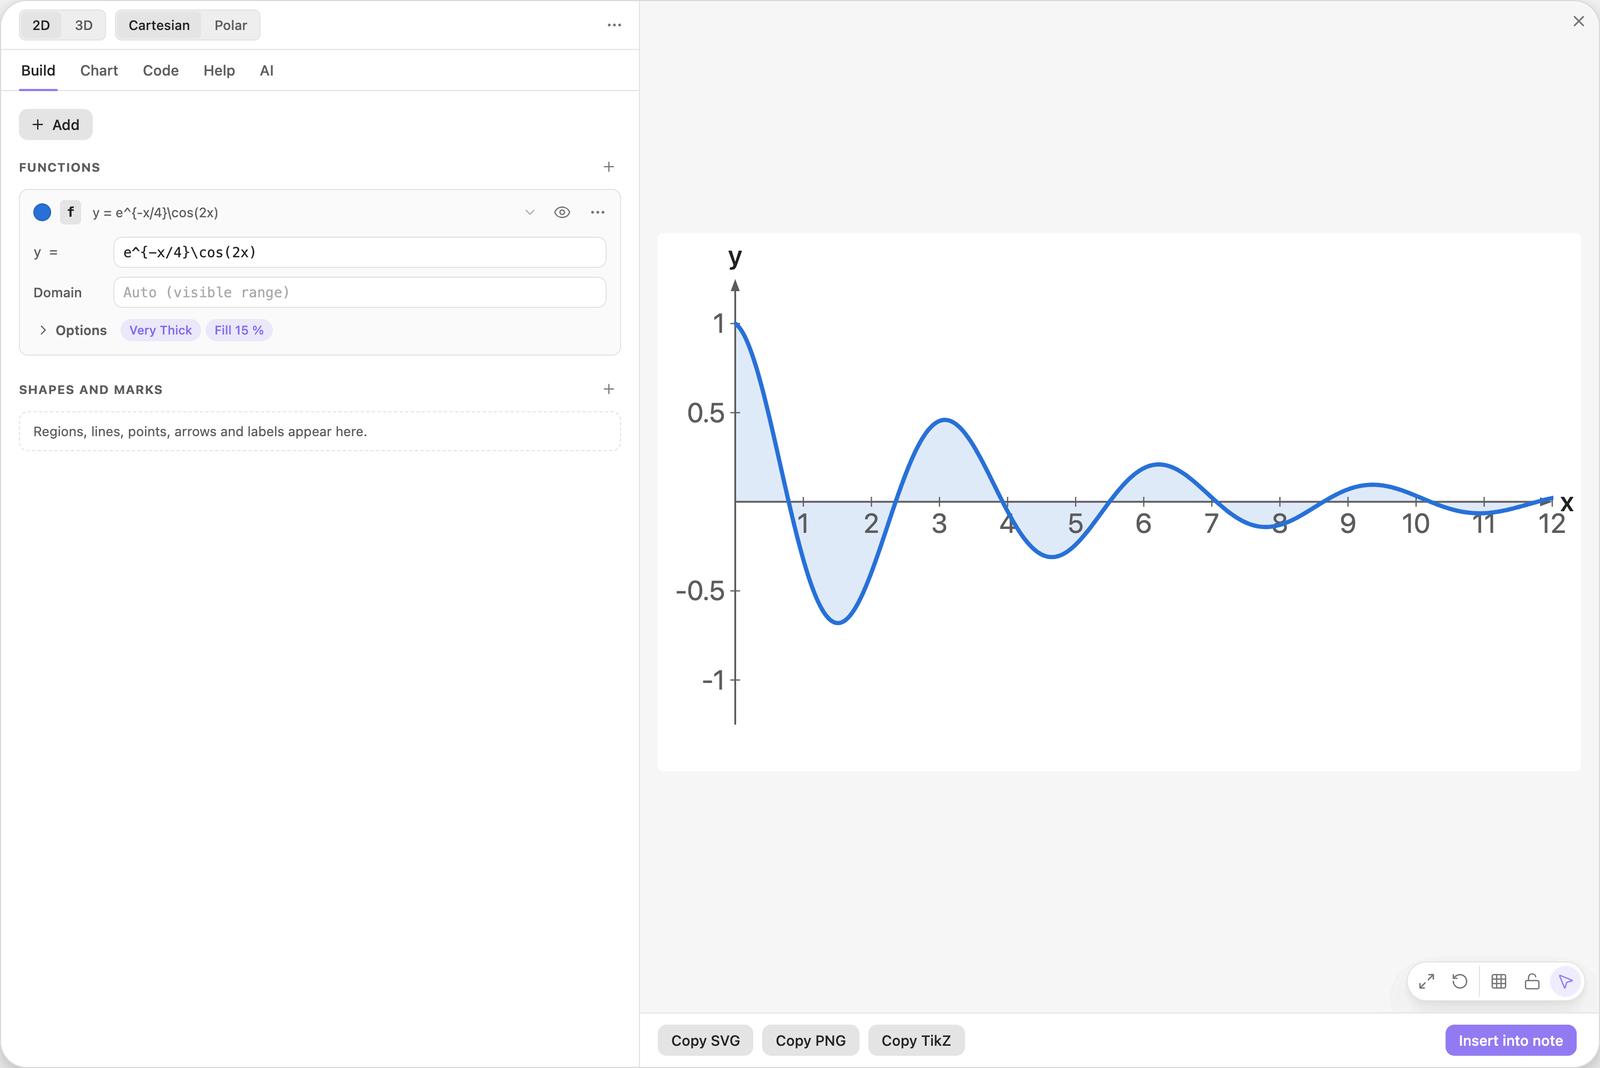 2D 3D Cartesian Polar
Build Chart Code Help AI
+ Add
FUNCTIONS
f y = e^{-x/4}\cos(2x)
y = e^{-x/4}\cos(2x)
Domain Auto (visible range)
Options Very Thick Fill 15 %
SHAPES AND MARKS
Regions, lines, points, arrows and labels appear here.
y
1
0.5
x
1 2 3 4 5 6 7 8 9 10 11 12
-0.5
-1
Copy SVG Copy PNG Copy TikZ Insert into note